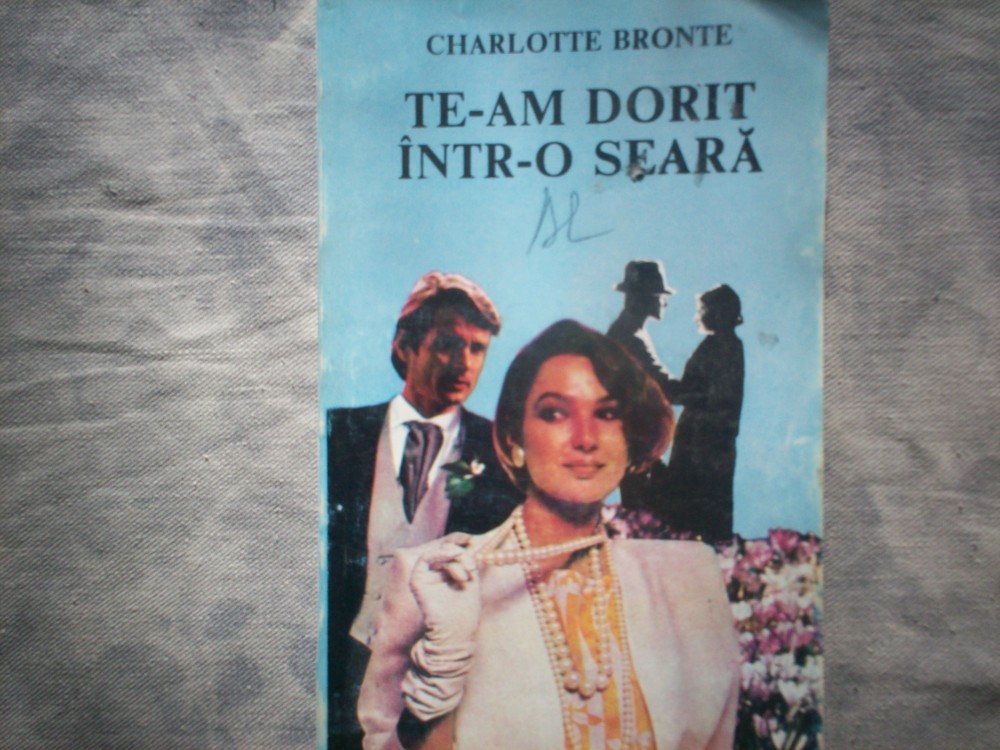 CHARLOTTE BRONTE
TE-AM DORIT
ÎNTR-O SEARĂ